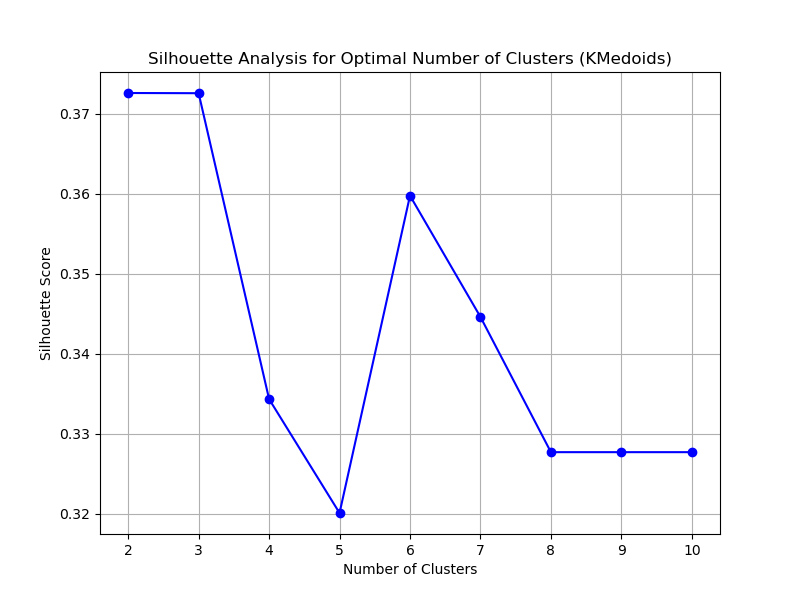 Silhouette Analysis for Optimal Number of Clusters (KMedoids)
0.37
0.36
0.35
0.34
0.33
0.32
Silhouette Score
2 3 4 5 6 7 8 9 10
Number of Clusters